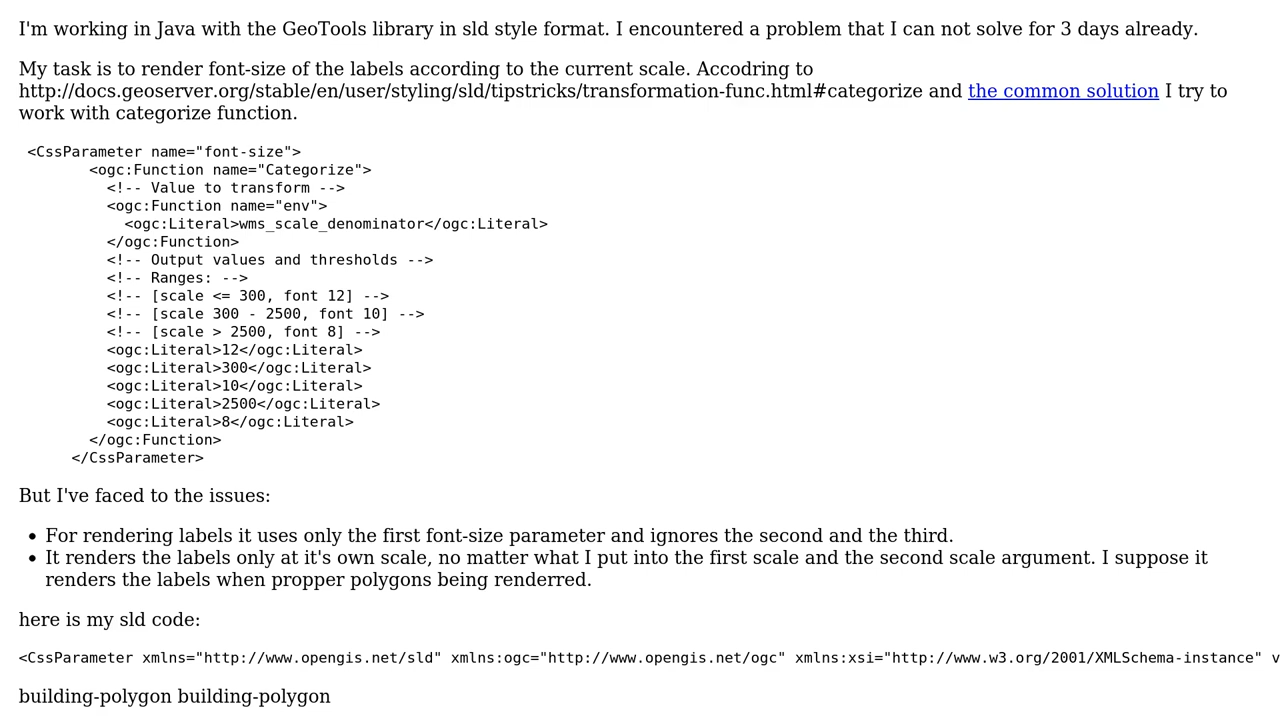 I'm working in Java with the GeoTools library in sld style format. I encountered a problem that I can not solve for 3 days already.
My task is to render font-size of the labels according to the current scale. Accodring to
http://docs.geoserver.org/stable/en/user/styling/sld/tipstricks/transformation-func.html#categorize and the common solution I try to
work with categorize function.
<CssParameter name="font-size">
<ogc:Function name="Categorize">
<!-- Value to transform -->
<ogc:Function name="env">
<ogc:Literal>wms_scale_denominator</ogc:Literal>
</ogc:Function>
<!-- Output values and thresholds -->
<!-- Ranges: -->
<!-- [scale <= 300, font 12] -->
<!-- [scale 300 - 2500, font 10] -->
<!-- [scale > 2500, font 8] -->
<ogc:Literal>12</ogc:Literal>
<ogc:Literal>300</ogc:Literal>
<ogc:Literal>10</ogc:Literal>
<ogc:Literal>2500</ogc:Literal>
<ogc:Literal>8</ogc:Literal>
</ogc:Function>
</CssParameter>
But I've faced to the issues:
• For rendering labels it uses only the first font-size parameter and ignores the second and the third.
• It renders the labels only at it's own scale, no matter what I put into the first scale and the second scale argument. I suppose it
renders the labels when propper polygons being renderred.
here is my sld code:
<CssParameter xmlns="http://www.opengis.net/sld" xmlns:ogc="http://www.opengis.net/ogc" xmlns:xsi="http://www.w3.org/2001/XMLSchema-instance" v
building-polygon building-polygon